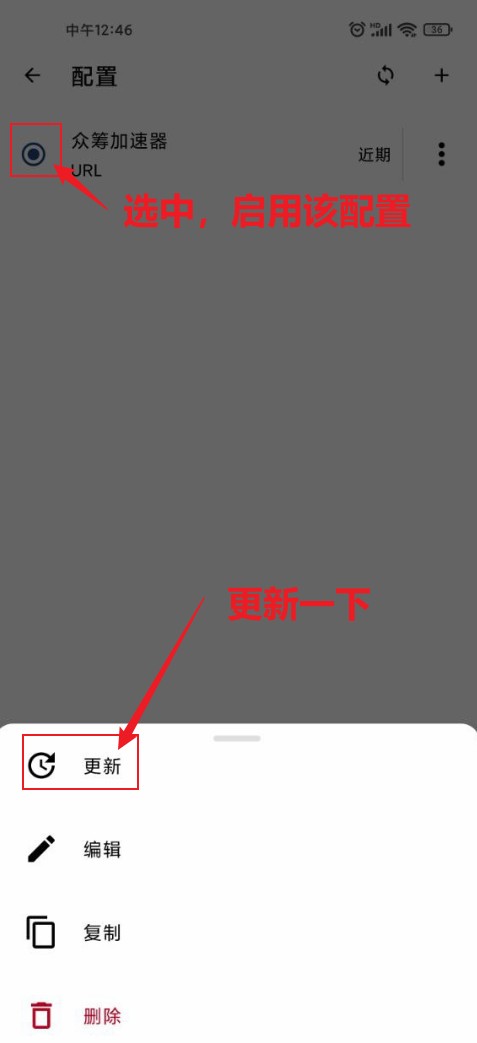 中午12:46
HD
36
配置
众筹加速器
URL
近期
选中，启用该配置
更新一下
更新
编辑
复制
删除